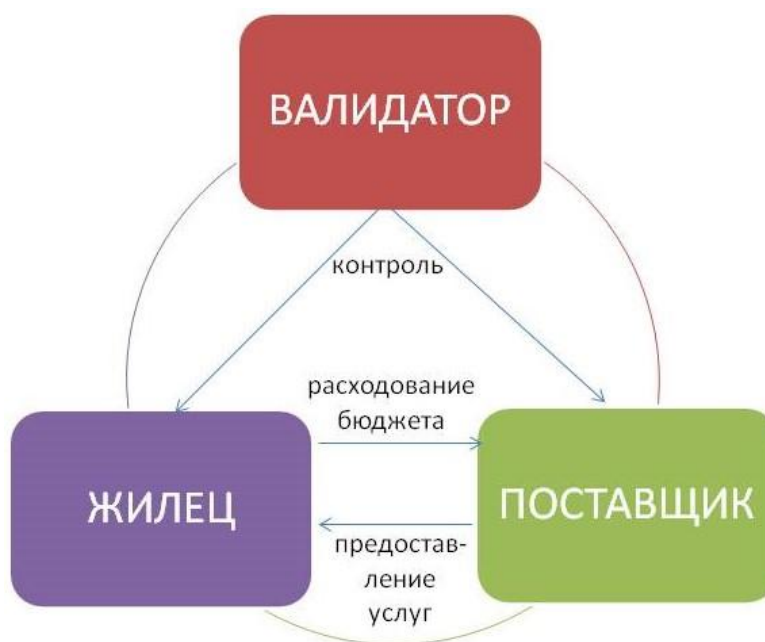 ВАЛИДАТОР
контроль
расходование
бюджета
ЖИЛЕЦ
ПОСТАВЩИК
предостав-
ление
услуг